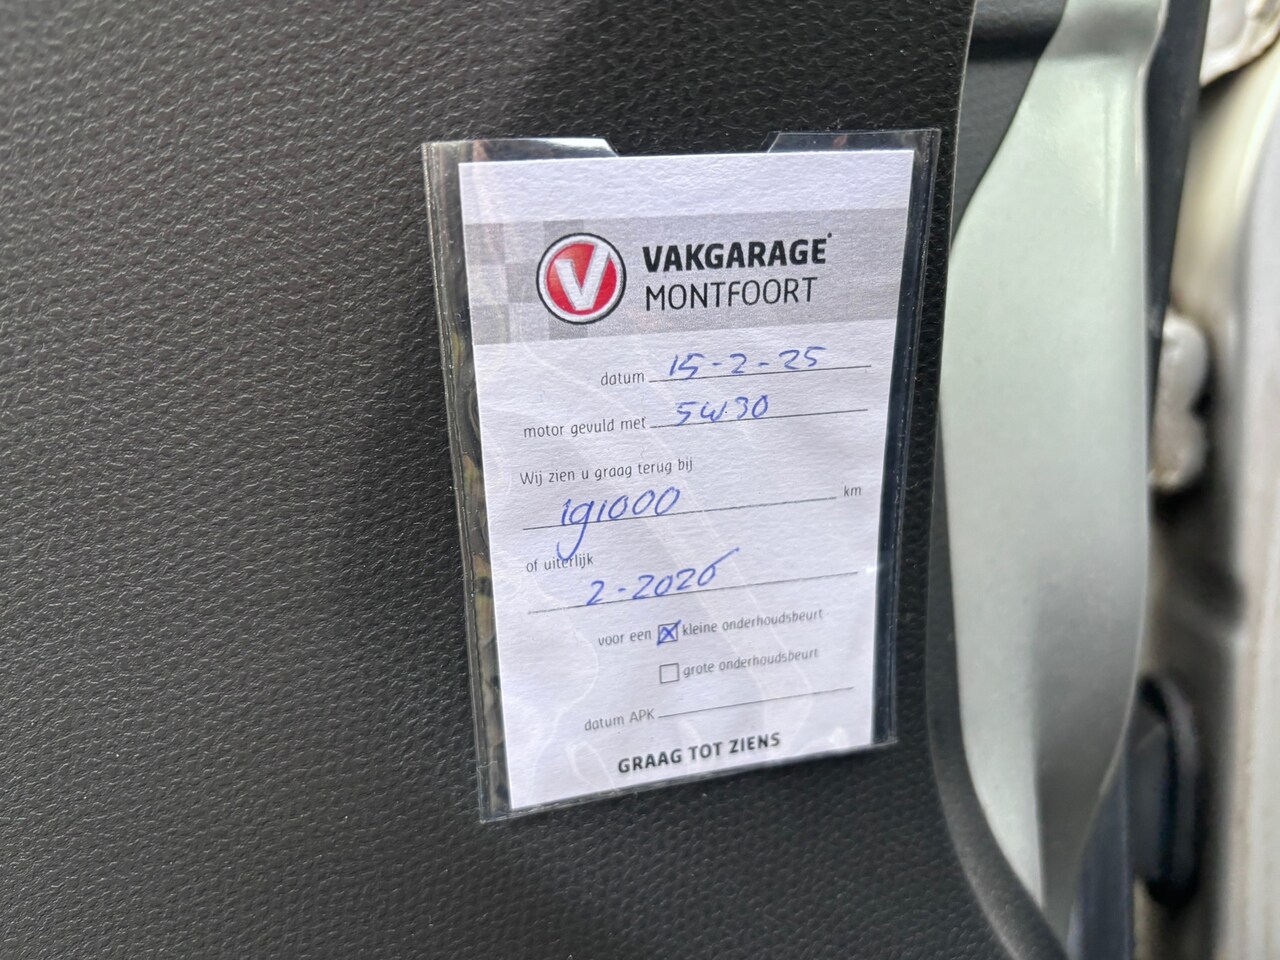 V VAKGARAGE
MONTFOORT
datum 15-2-25
motor gevuld met 5W30
Wij zien u graag terug bij
191000 km
of uiterlijk
2-2026
voor een kleine onderhoudsbeurt
grote onderhoudsbeurt
datum APK
GRAAG TOT ZIENS